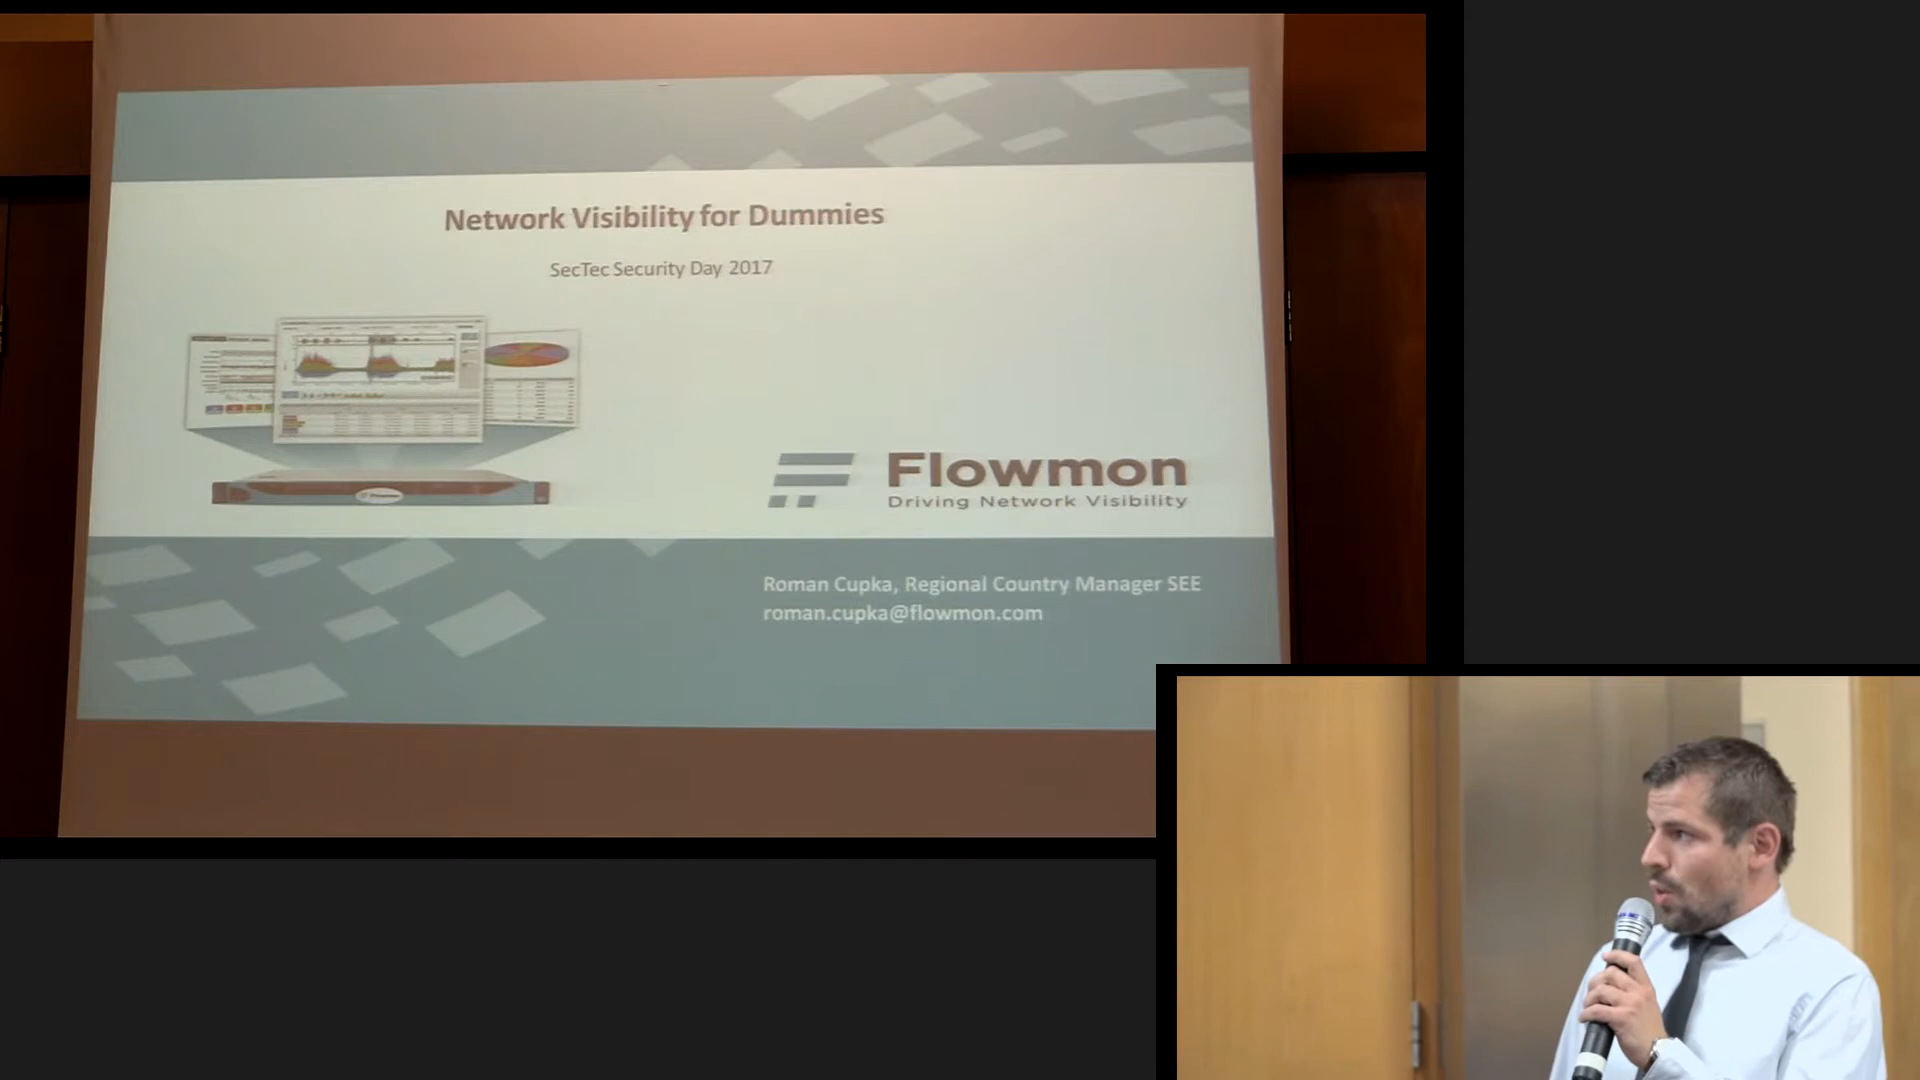 Network Visibility for Dummies
SecTec Security Day 2017
Flowmon
Driving Network Visibility
Roman Cupka, Regional Country Manager SEE
roman.cupka@flowmon.com